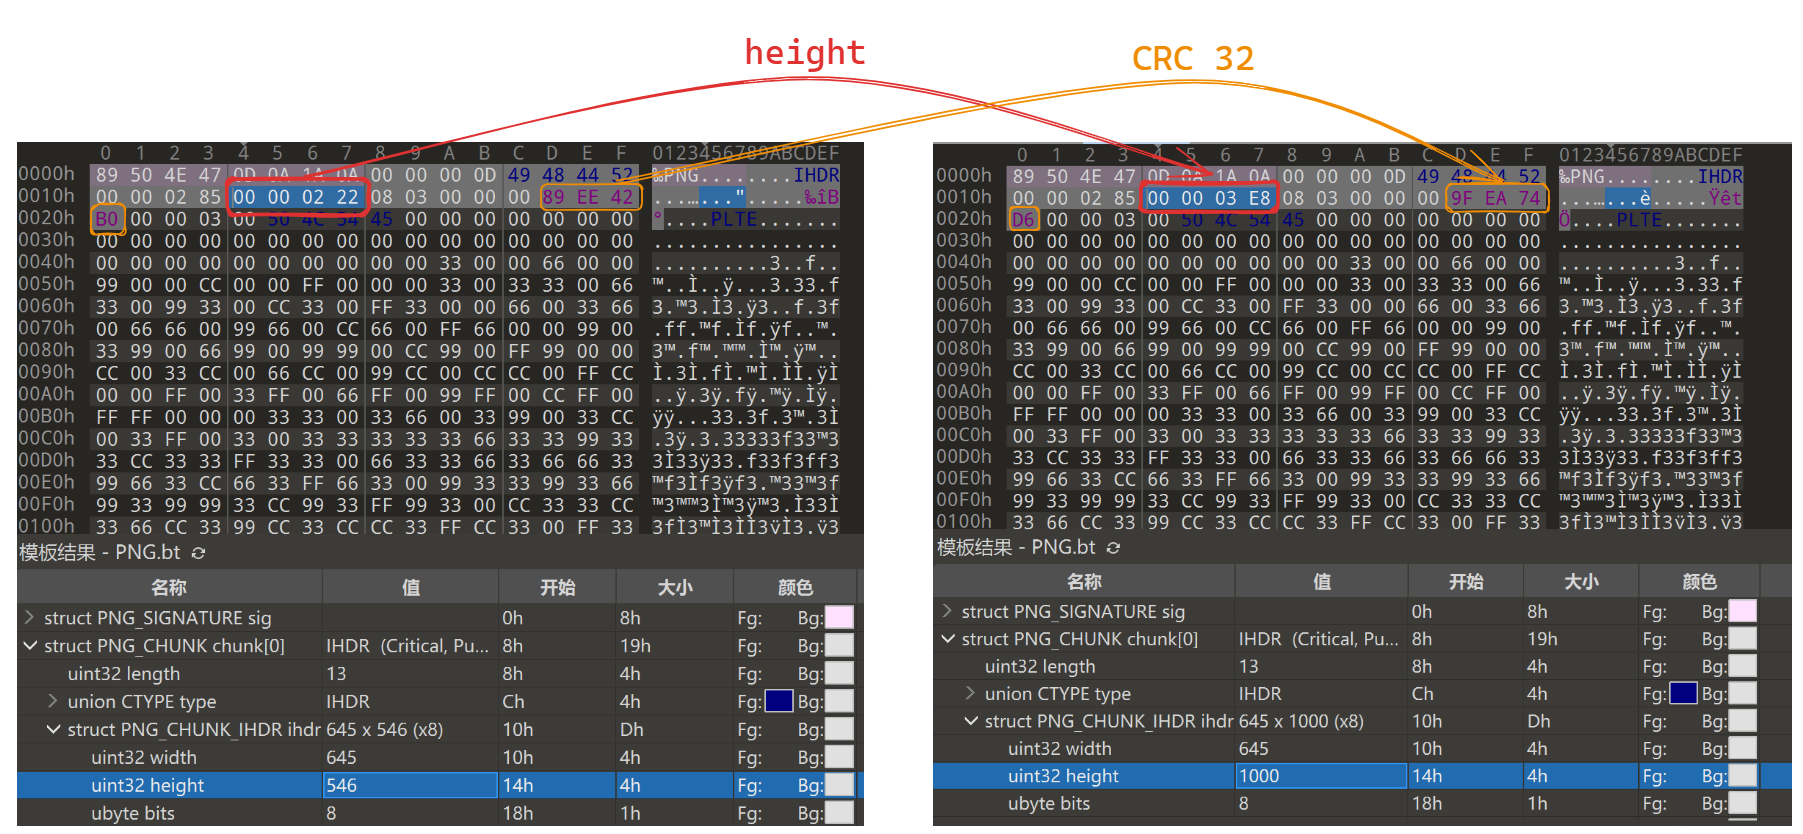 height
CRC 32
0 1 2 3 4 5 6 7 8 9 A B C D E F 0123456789ABCDEF
0000h 89 50 4E 47 0D 0A 1A 0A 00 00 00 0D 49 48 44 52 ‰PNG........IHDR
0010h 00 00 02 85 00 00 02 22 08 03 00 00 00 89 EE 42 ...…...".....‰îB
0020h B0 00 00 03 00 50 4C 54 45 00 00 00 00 00 00 00 °....PLTE.......
0030h 00 00 00 00 00 00 00 00 00 00 00 00 00 00 00 00 ................
0040h 00 00 00 00 00 00 00 00 00 00 33 00 00 66 00 00 ..........3..f..
0050h 99 00 00 CC 00 00 FF 00 00 00 33 00 33 33 00 66 ™..Ì..ÿ...3.33.f
0060h 33 00 99 33 00 CC 33 00 FF 33 00 00 66 00 33 66 3.™3.Ì3.ÿ3..f.3f
0070h 00 66 66 00 99 66 00 CC 66 00 FF 66 00 00 99 00 .ff.™f.Ìf.ÿf..™.
0080h 33 99 00 66 99 00 99 99 00 CC 99 00 FF 99 00 00 3™.f™.™™.Ì™.ÿ™..
0090h CC 00 33 CC 00 66 CC 00 99 CC 00 CC CC 00 FF CC Ì.3Ì.fÌ.™Ì.ÌÌ.ÿÌ
00A0h 00 00 FF 00 33 FF 00 66 FF 00 99 FF 00 CC FF 00 ..ÿ.3ÿ.fÿ.™ÿ.Ìÿ.
00B0h FF FF 00 00 00 33 33 00 33 66 00 33 99 00 33 CC ÿÿ...33.3f.3™.3Ì
00C0h 00 33 FF 00 33 00 33 33 33 33 33 66 33 33 99 33 .3ÿ.3.33333f33™3
00D0h 33 CC 33 33 FF 33 33 00 66 33 33 66 33 66 66 33 3Ì33ÿ33.f33f3ff3
00E0h 99 66 33 CC 66 33 FF 66 33 00 99 33 33 99 33 66 ™f3Ìf3ÿf3.™33™3f
00F0h 99 33 99 99 33 CC 99 33 FF 99 33 00 CC 33 33 CC ™3™™3Ì™3ÿ™3.Ì33Ì
0100h 33 66 CC 33 99 CC 33 CC CC 33 FF CC 33 00 FF 33 3fÌ3™Ì3ÌÌ3ÿÌ3.ÿ3
模板结果 - PNG.bt
名称 值 开始 大小 颜色
struct PNG_SIGNATURE sig 0h 8h Fg: Bg:
struct PNG_CHUNK chunk[0] IHDR (Critical, Pu... 8h 19h Fg: Bg:
uint32 length 13 8h 4h Fg: Bg:
union CTYPE type IHDR Ch 4h Fg: Bg:
struct PNG_CHUNK_IHDR ihdr 645 x 546 (x8) 10h Dh Fg: Bg:
uint32 width 645 10h 4h Fg: Bg:
uint32 height 546 14h 4h Fg: Bg:
ubyte bits 8 18h 1h Fg: Bg:
0 1 2 3 4 5 6 7 8 9 A B C D E F 0123456789ABCDEF
0000h 89 50 4E 47 0D 0A 1A 0A 00 00 00 0D 49 48 44 52 ‰PNG........IHDR
0010h 00 00 02 85 00 00 03 E8 08 03 00 00 00 9F EA 74 ...…...è.....Ÿêt
0020h D6 00 00 03 00 50 4C 54 45 00 00 00 00 00 00 00 Ö....PLTE.......
0030h 00 00 00 00 00 00 00 00 00 00 00 00 00 00 00 00 ................
0040h 00 00 00 00 00 00 00 00 00 00 33 00 00 66 00 00 ..........3..f..
0050h 99 00 00 CC 00 00 FF 00 00 00 33 00 33 33 00 66 ™..Ì..ÿ...3.33.f
0060h 33 00 99 33 00 CC 33 00 FF 33 00 00 66 00 33 66 3.™3.Ì3.ÿ3..f.3f
0070h 00 66 66 00 99 66 00 CC 66 00 FF 66 00 00 99 00 .ff.™f.Ìf.ÿf..™.
0080h 33 99 00 66 99 00 99 99 00 CC 99 00 FF 99 00 00 3™.f™.™™.Ì™.ÿ™..
0090h CC 00 33 CC 00 66 CC 00 99 CC 00 CC CC 00 FF CC Ì.3Ì.fÌ.™Ì.ÌÌ.ÿÌ
00A0h 00 00 FF 00 33 FF 00 66 FF 00 99 FF 00 CC FF 00 ..ÿ.3ÿ.fÿ.™ÿ.Ìÿ.
00B0h FF FF 00 00 00 33 33 00 33 66 00 33 99 00 33 CC ÿÿ...33.3f.3™.3Ì
00C0h 00 33 FF 00 33 00 33 33 33 33 33 66 33 33 99 33 .3ÿ.3.33333f33™3
00D0h 33 CC 33 33 FF 33 33 00 66 33 33 66 33 66 66 33 3Ì33ÿ33.f33f3ff3
00E0h 99 66 33 CC 66 33 FF 66 33 00 99 33 33 99 33 66 ™f3Ìf3ÿf3.™33™3f
00F0h 99 33 99 99 33 CC 99 33 FF 99 33 00 CC 33 33 CC ™3™™3Ì™3ÿ™3.Ì33Ì
0100h 33 66 CC 33 99 CC 33 CC CC 33 FF CC 33 00 FF 33 3fÌ3™Ì3ÌÌ3ÿÌ3.ÿ3
模板结果 - PNG.bt
名称 值 开始 大小 颜色
struct PNG_SIGNATURE sig 0h 8h Fg: Bg:
struct PNG_CHUNK chunk[0] IHDR (Critical, Pu... 8h 19h Fg: Bg:
uint32 length 13 8h 4h Fg: Bg:
union CTYPE type IHDR Ch 4h Fg: Bg:
struct PNG_CHUNK_IHDR ihdr 645 x 1000 (x8) 10h Dh Fg: Bg:
uint32 width 645 10h 4h Fg: Bg:
uint32 height 1000 14h 4h Fg: Bg:
ubyte bits 8 18h 1h Fg: Bg: